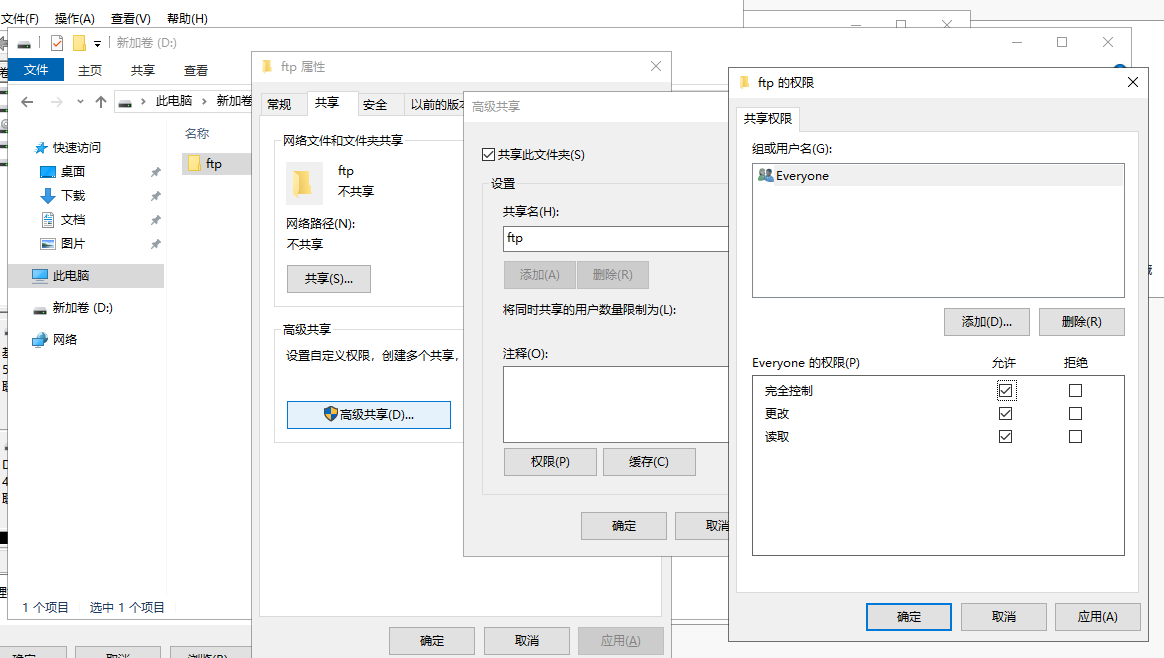 文件(F) 操作(A) 查看(V) 帮助(H)
新加卷 (D:)
文件 主页 共享 查看
此电脑 新加卷
名称
快速访问
桌面
下载
文档
图片
此电脑
新加卷 (D:)
网络
ftp
1 个项目 选中 1 个项目
ftp 属性
常规 共享 安全 以前的版本
网络文件和文件夹共享
ftp
不共享
网络路径(N):
不共享
共享(S)...
高级共享
设置自定义权限，创建多个共享，
高级共享(D)...
确定 取消 应用(A)
高级共享
共享此文件夹(S)
设置
共享名(H):
ftp
添加(A) 删除(R)
将同时共享的用户数量限制为(L):
注释(O):
权限(P) 缓存(C)
确定 取消
ftp 的权限
共享权限
组或用户名(G):
Everyone
添加(D)... 删除(R)
Everyone 的权限(P) 允许 拒绝
完全控制
更改
读取
确定 取消 应用(A)